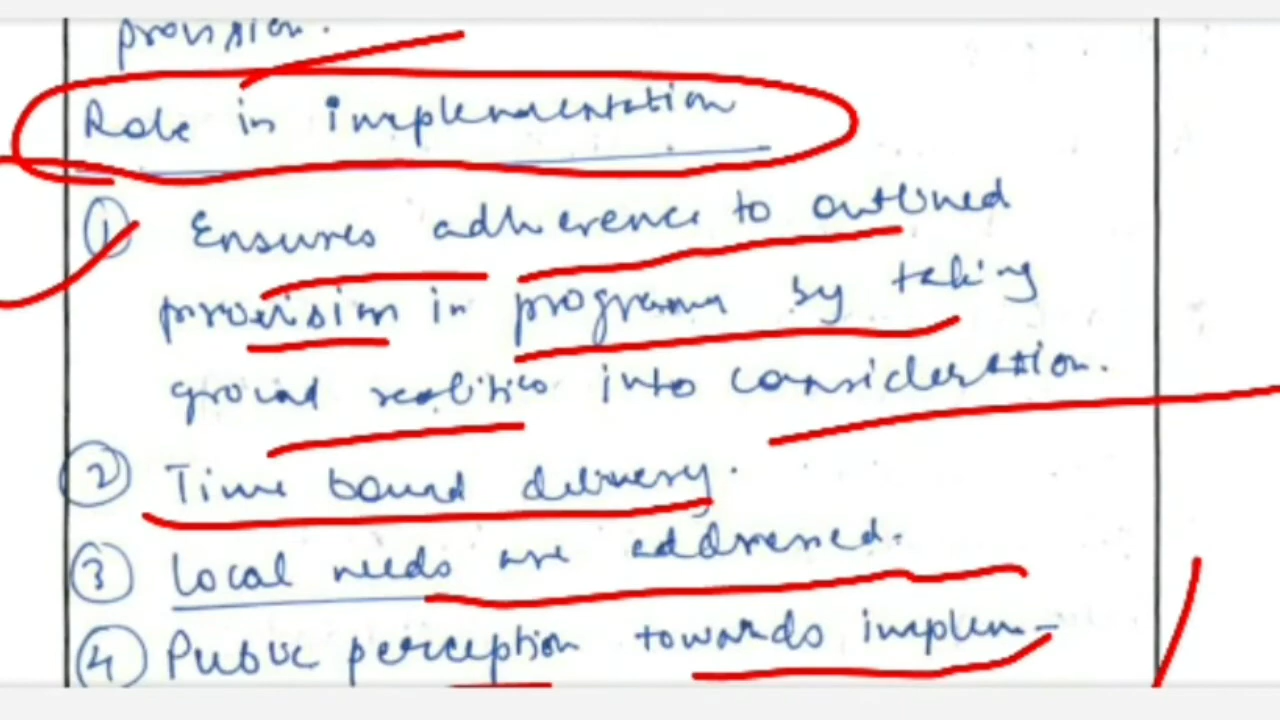 provision.
Role in implementation
① Ensures adherence to outlined
provision in programm by taking
ground realities into consideration.
② Time bound delivery.
③ Local needs are addressed.
④ Public perception towards implem-